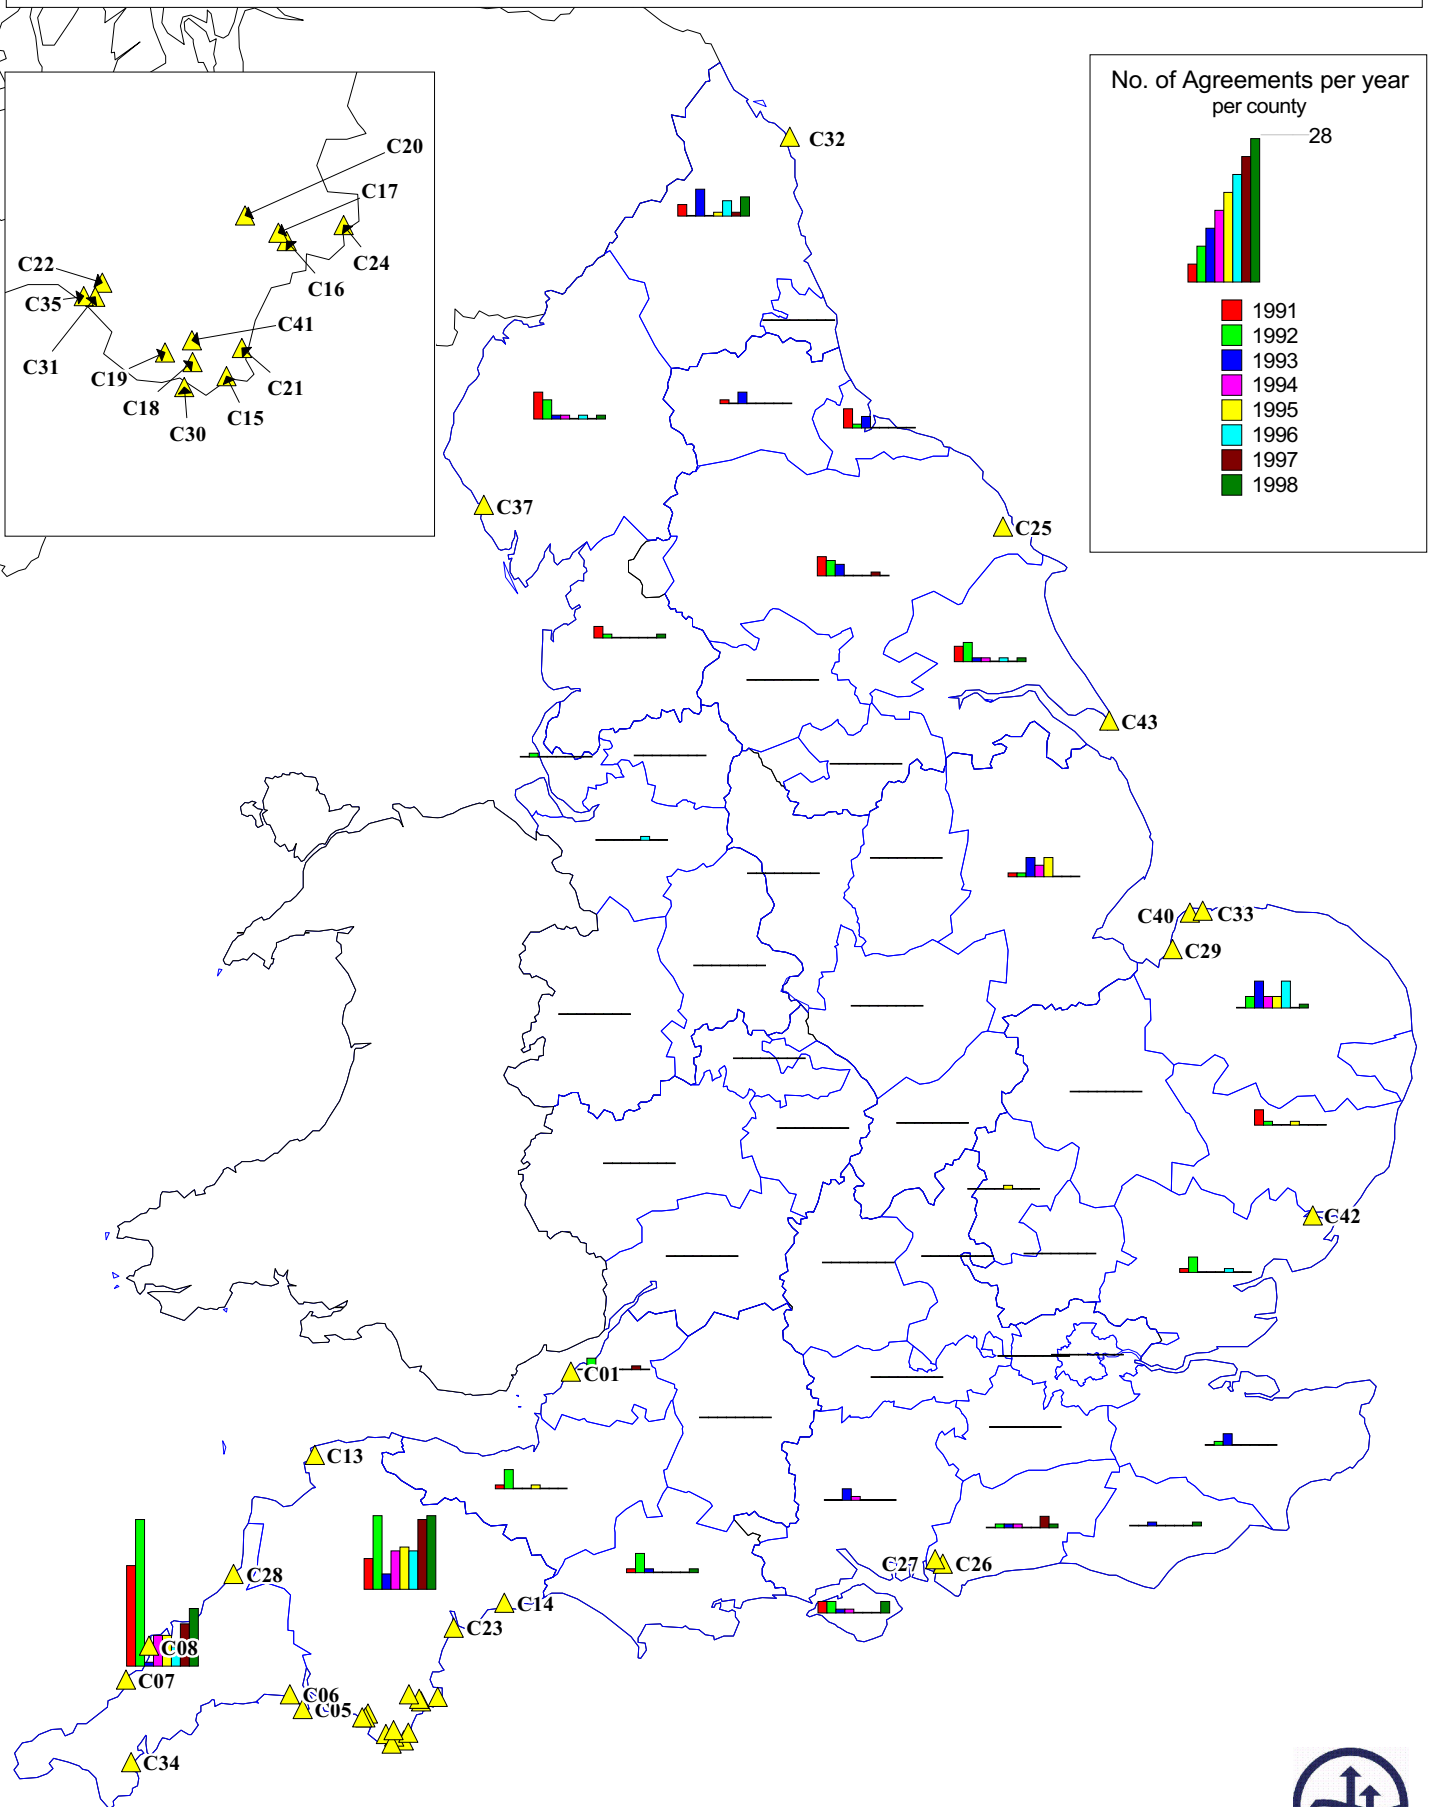 No. of Agreements per year
per county
28
1991
1992
1993
1994
1995
1996
1997
1998
C20
C17
C24
C16
C22
C35
C31
C41
C19
C18
C21
C15
C30
C32
C37
C25
C43
C40
C33
C29
C42
C01
C13
C28
C27
C26
C14
C23
C08
C07
C06
C05
C34